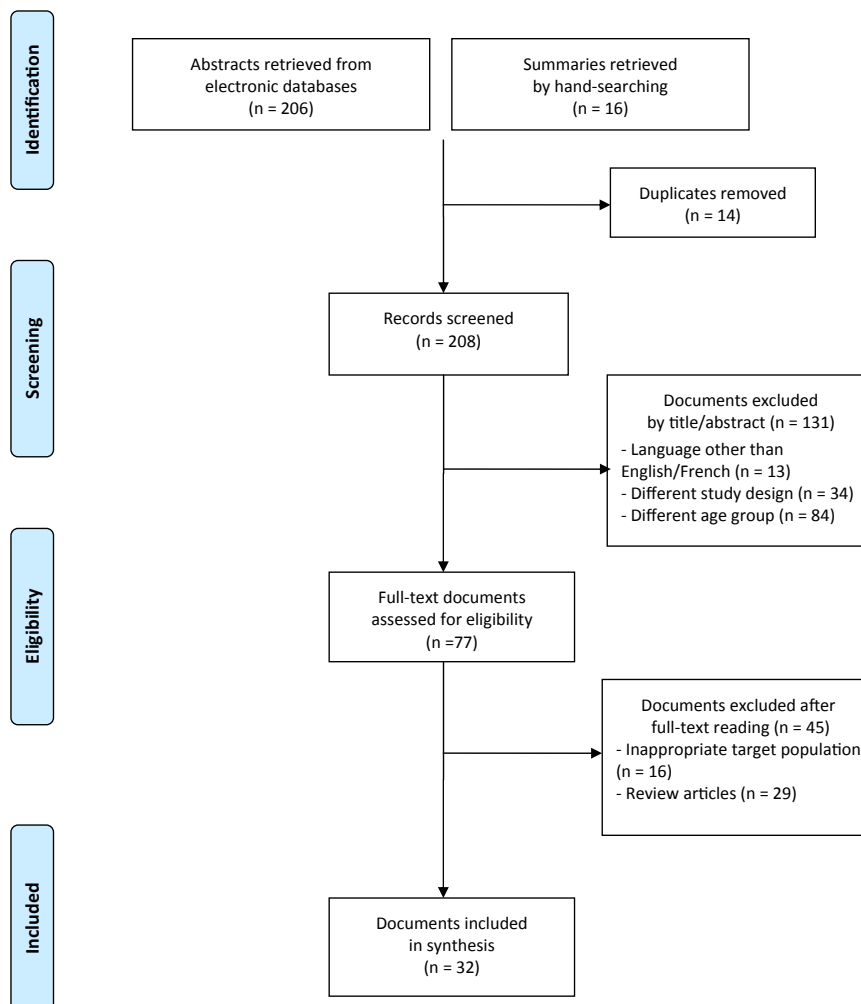 Identification
Abstracts retrieved from
electronic databases
(n = 206)
Summaries retrieved
by hand-searching
(n = 16)
Duplicates removed
(n = 14)
Screening
Records screened
(n = 208)
Documents excluded
by title/abstract (n = 131)
- Language other than
English/French (n = 13)
- Different study design (n = 34)
- Different age group (n = 84)
Eligibility
Full-text documents
assessed for eligibility
(n =77)
Documents excluded after
full-text reading (n = 45)
- Inappropriate target population
(n = 16)
- Review articles (n = 29)
Included
Documents included
in synthesis
(n = 32)